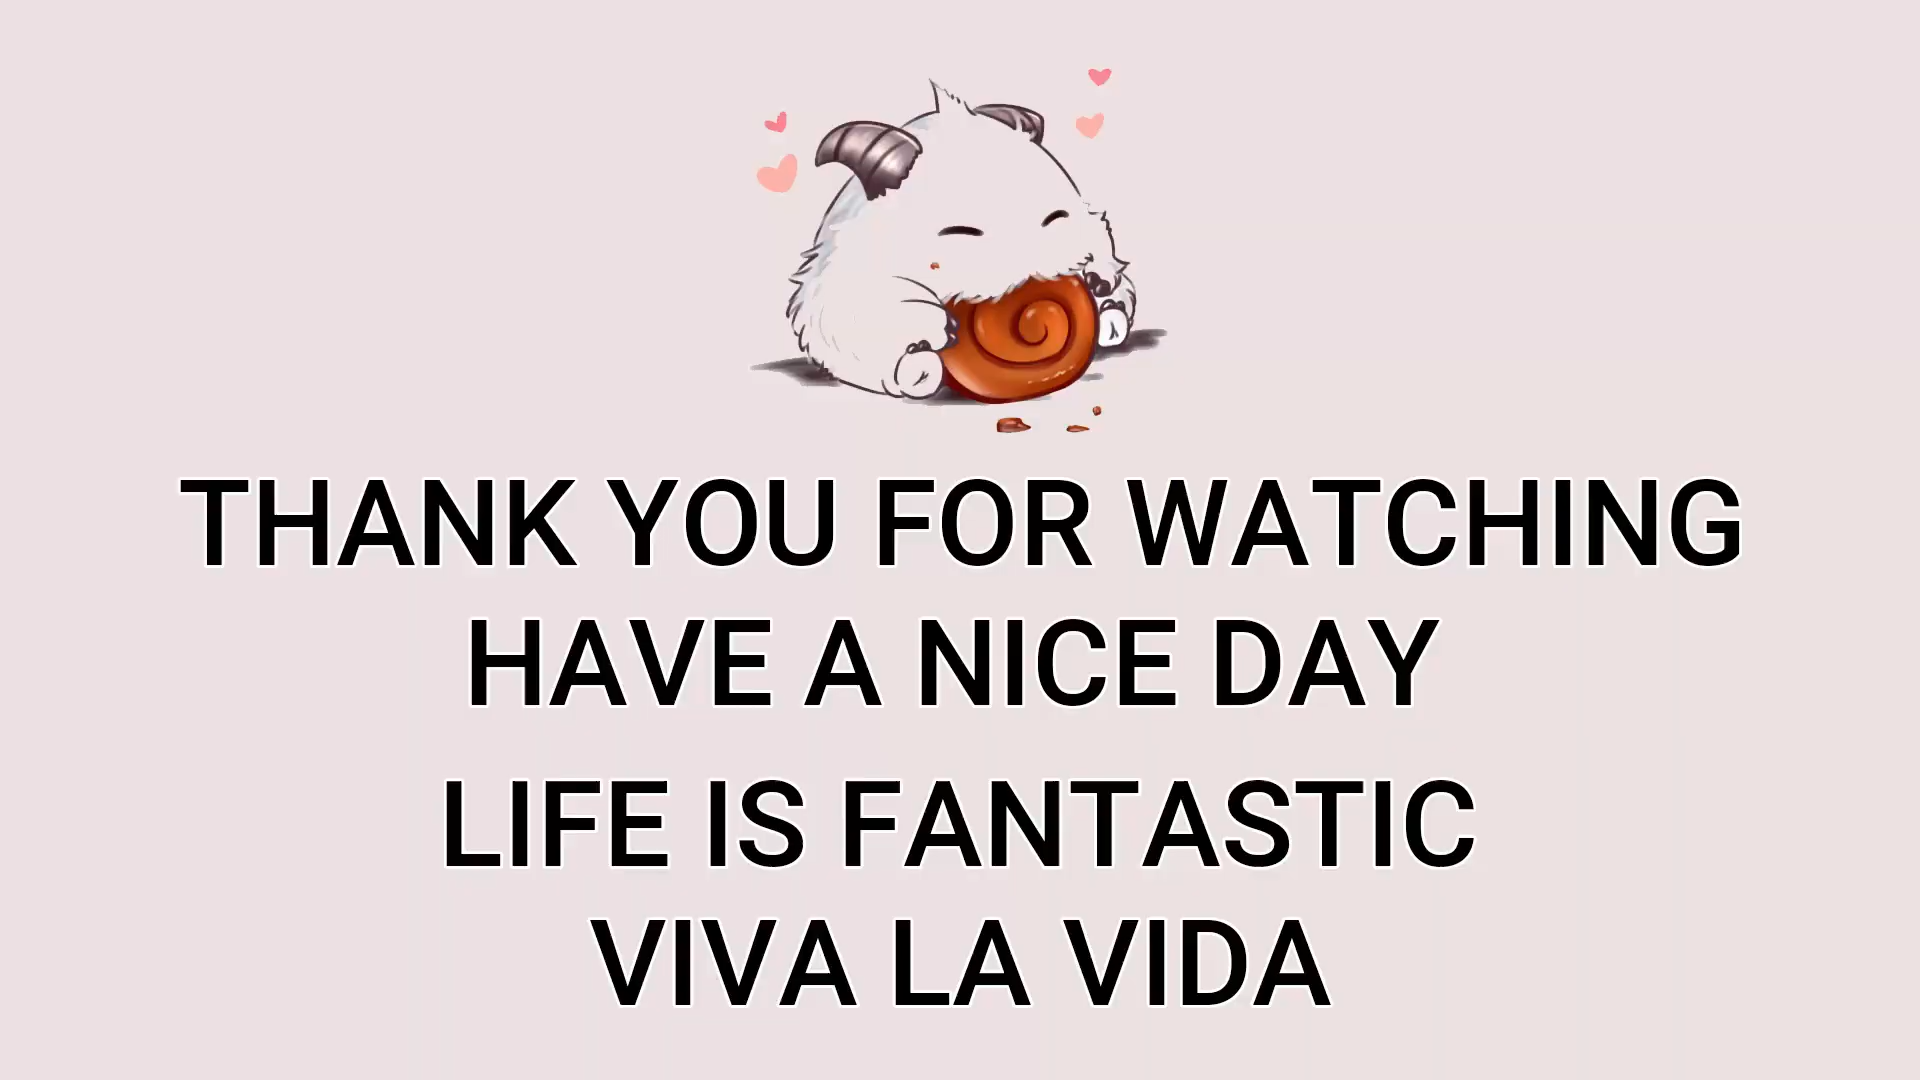 THANK YOU FOR WATCHING
HAVE A NICE DAY
LIFE IS FANTASTIC
VIVA LA VIDA